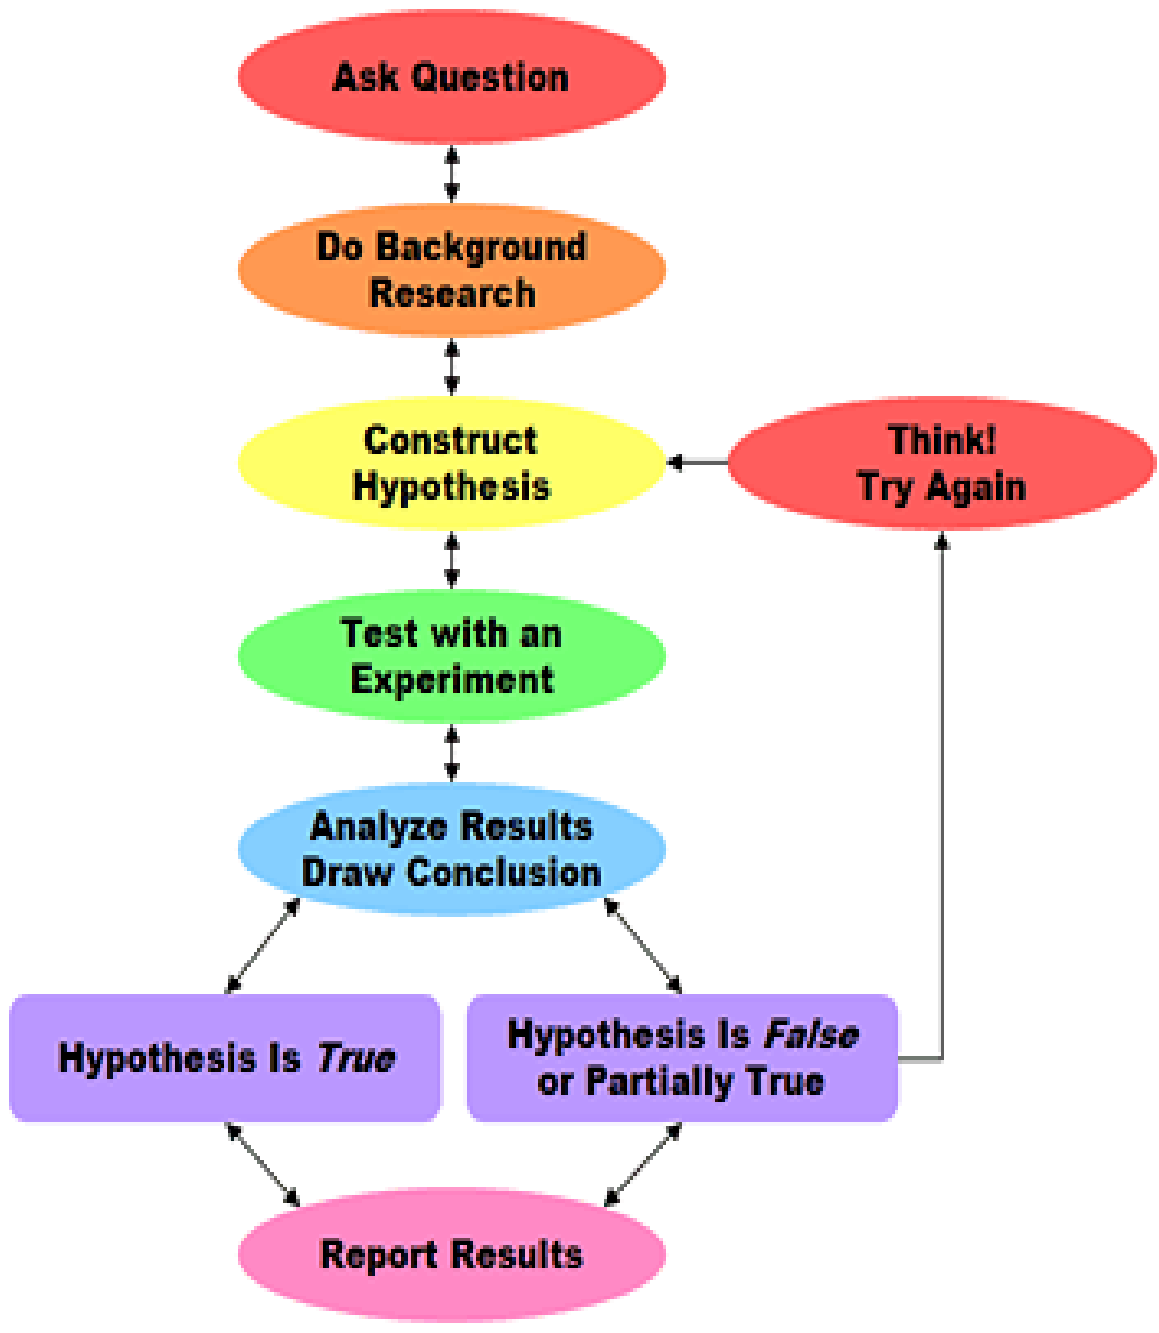 Ask Question
Do Background
Research
Construct
Hypothesis
Think!
Try Again
Test with an
Experiment
Analyze Results
Draw Conclusion
Hypothesis Is True
Hypothesis Is False
or Partially True
Report Results